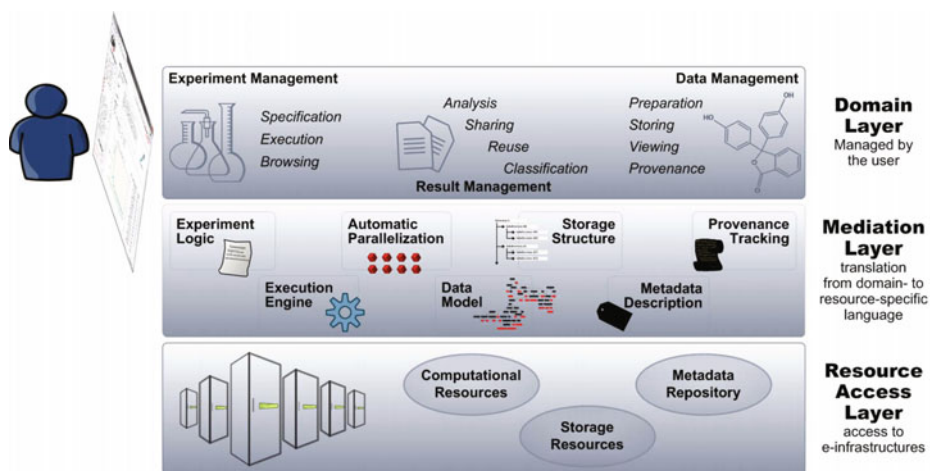 Experiment Management
Specification
Execution
Browsing
Analysis
Sharing
Reuse
Classification
Result Management
Data Management
Preparation
Storing
Viewing
Provenance
HO
OH
O
O
Domain
Layer
Managed by
the user
Experiment
Logic
Automatic
Parallelization
Storage
Structure
Provenance
Tracking
Execution
Engine
Data
Model
Metadata
Description
Mediation
Layer
translation
from domain- to
resource-specific
language
Computational
Resources
Storage
Resources
Metadata
Repository
Resource
Access
Layer
access to
e-infrastructures